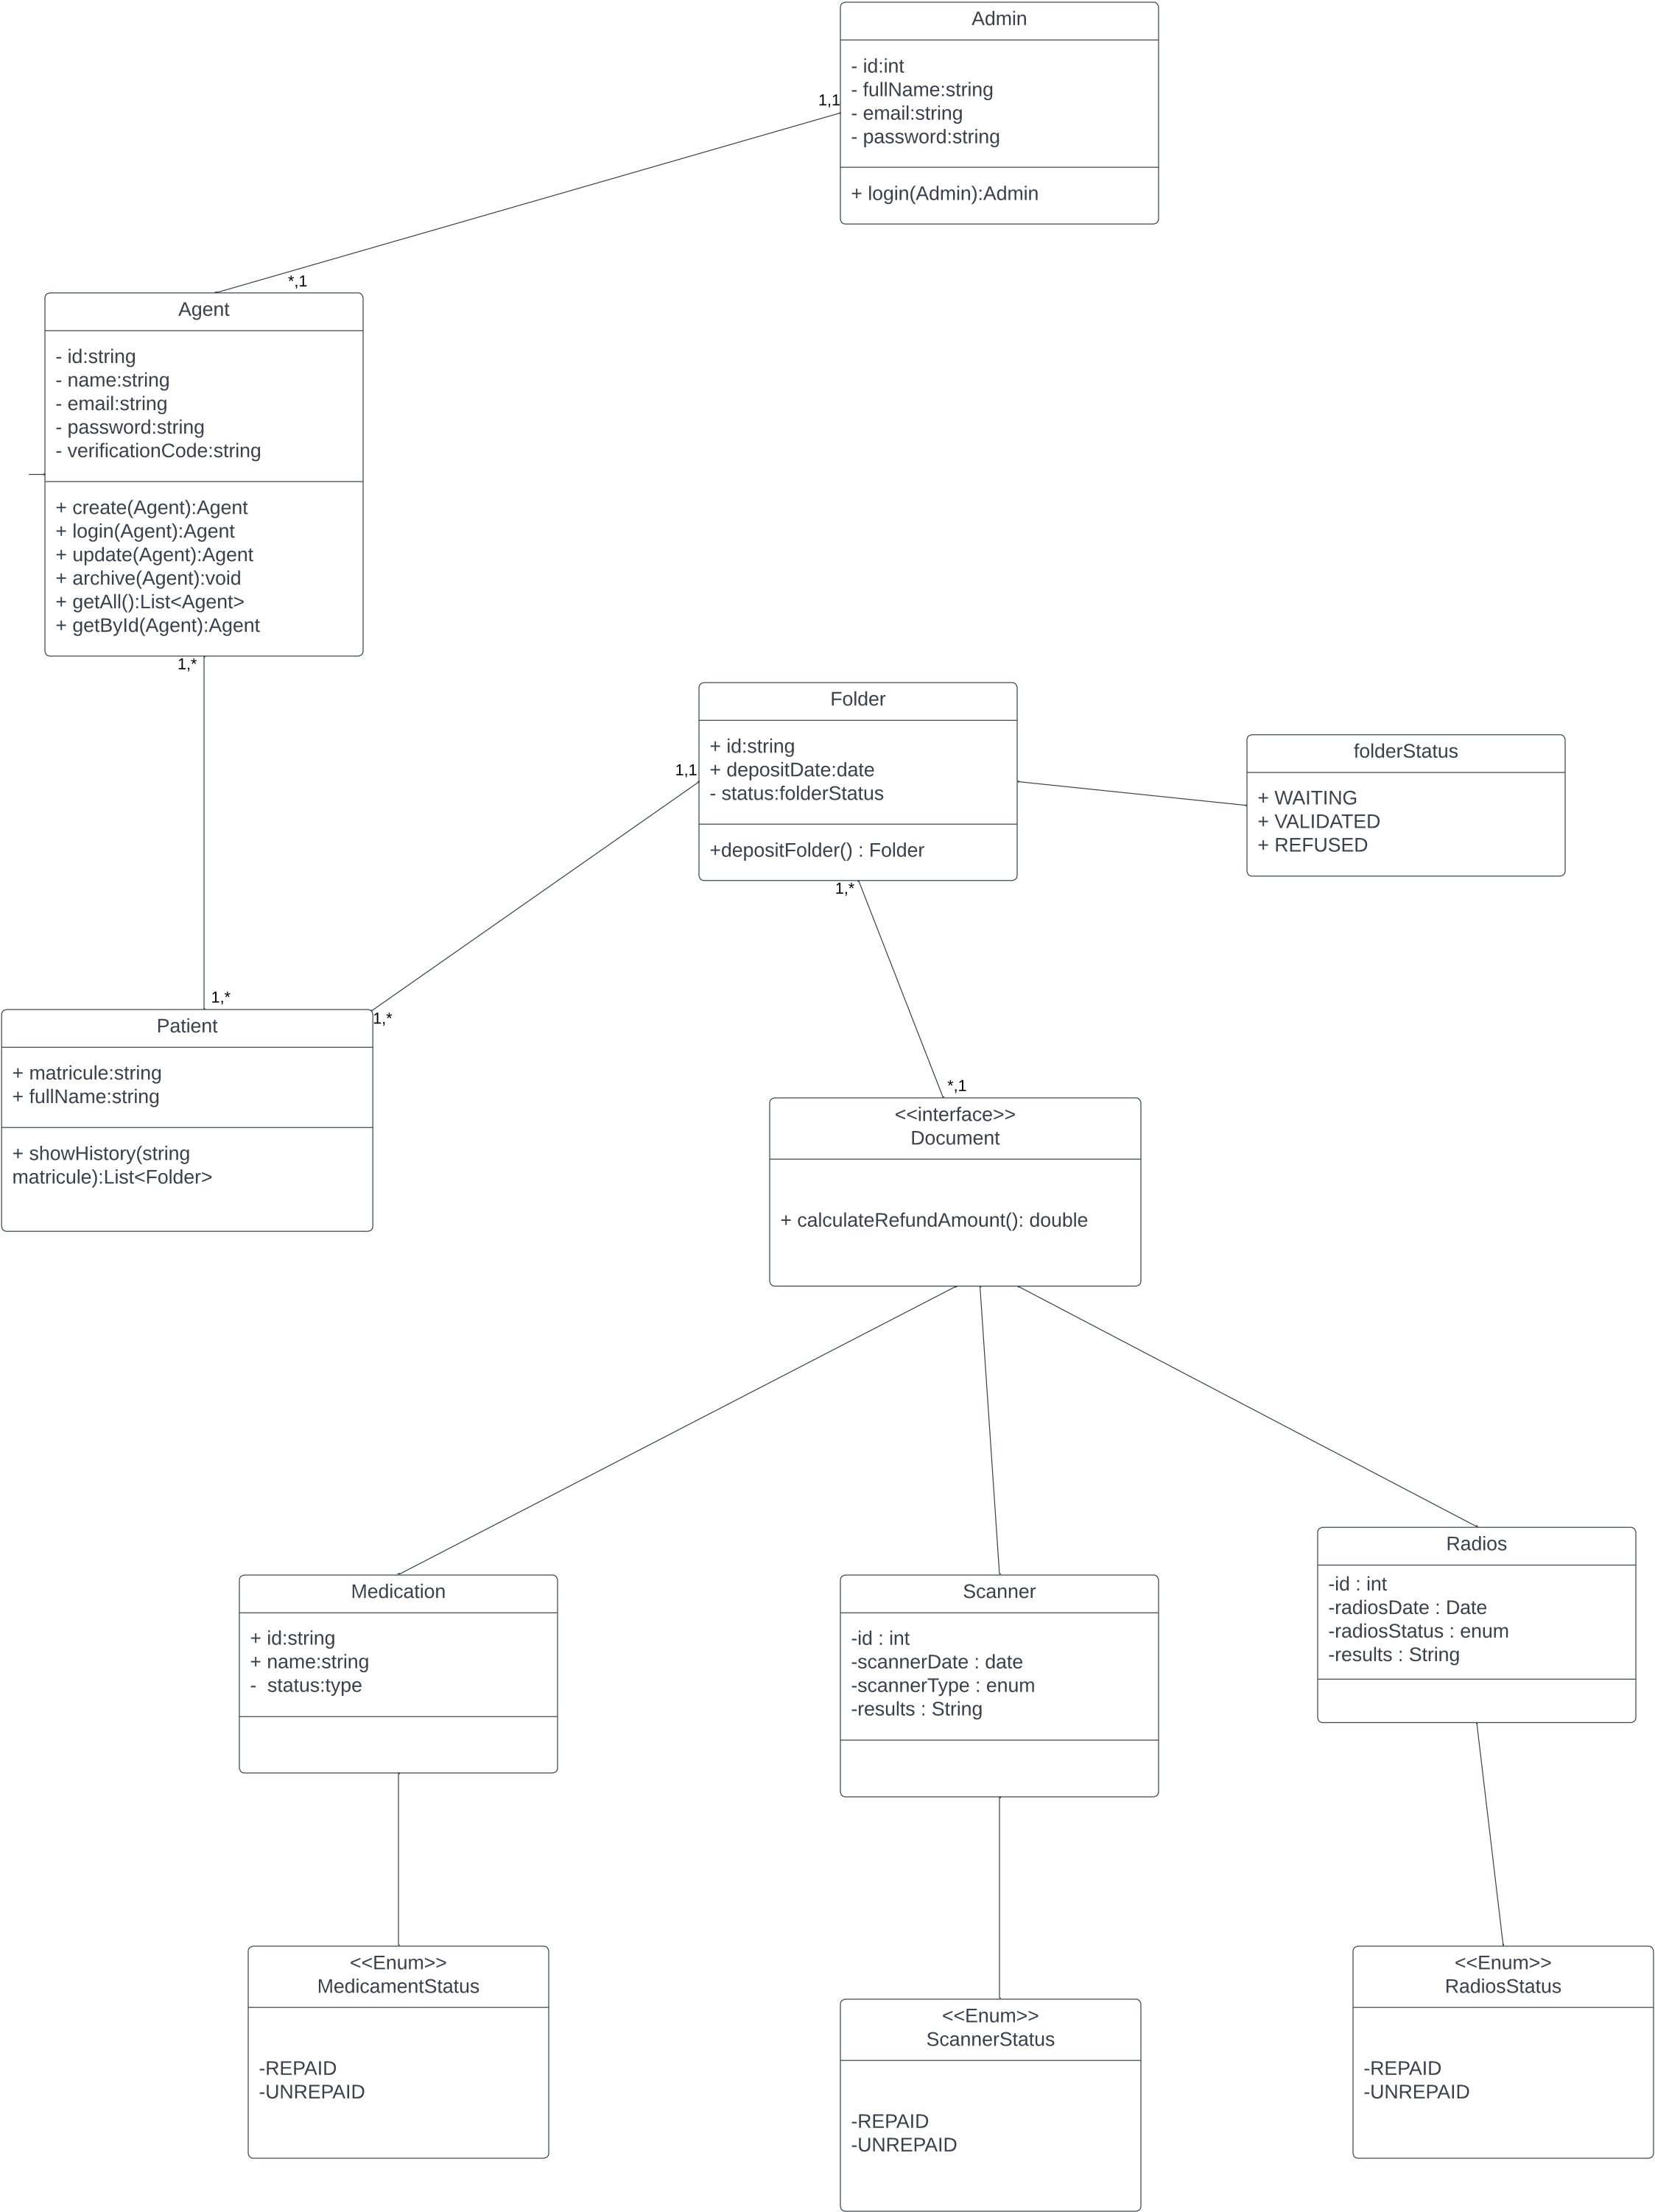 Admin
- id:int
- fullName:string
- email:string
- password:string
+ login(Admin):Admin
1,1
*,1
Agent
- id:string
- name:string
- email:string
- password:string
- verificationCode:string
+ create(Agent):Agent
+ login(Agent):Agent
+ update(Agent):Agent
+ archive(Agent):void
+ getAll():List<Agent>
+ getById(Agent):Agent
1,*
Folder
+ id:string
+ depositDate:date
- status:folderStatus
+depositFolder() : Folder
1,1
1,*
folderStatus
+ WAITING
+ VALIDATED
+ REFUSED
1,*
1,*
Patient
+ matricule:string
+ fullName:string
+ showHistory(string
matricule):List<Folder>
*,1
<<interface>>
Document
+ calculateRefundAmount(): double
Medication
+ id:string
+ name:string
-  status:type
Scanner
-id : int
-scannerDate : date
-scannerType : enum
-results : String
Radios
-id : int
-radiosDate : Date
-radiosStatus : enum
-results : String
<<Enum>>
MedicamentStatus
-REPAID
-UNREPAID
<<Enum>>
ScannerStatus
-REPAID
-UNREPAID
<<Enum>>
RadiosStatus
-REPAID
-UNREPAID